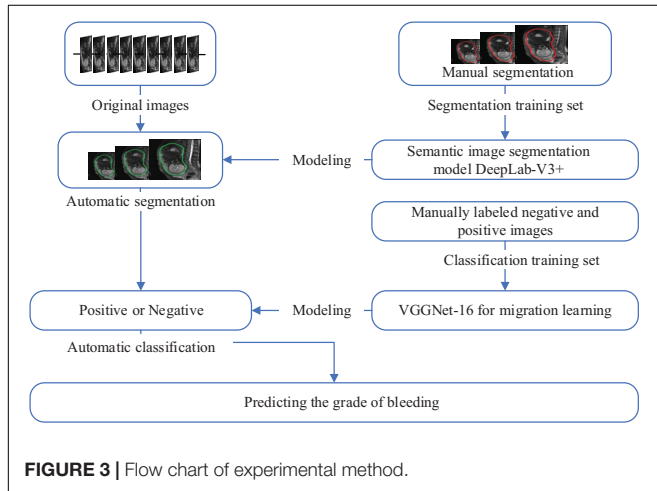 Manual segmentation
Original images
Segmentation training set
Modeling
Semantic image segmentation
model DeepLab-V3+
Automatic segmentation
Manually labeled negative and
positive images
Classification training set
Positive or Negative
Modeling
VGGNet-16 for migration learning
Automatic classification
Predicting the grade of bleeding
FIGURE 3 | Flow chart of experimental method.